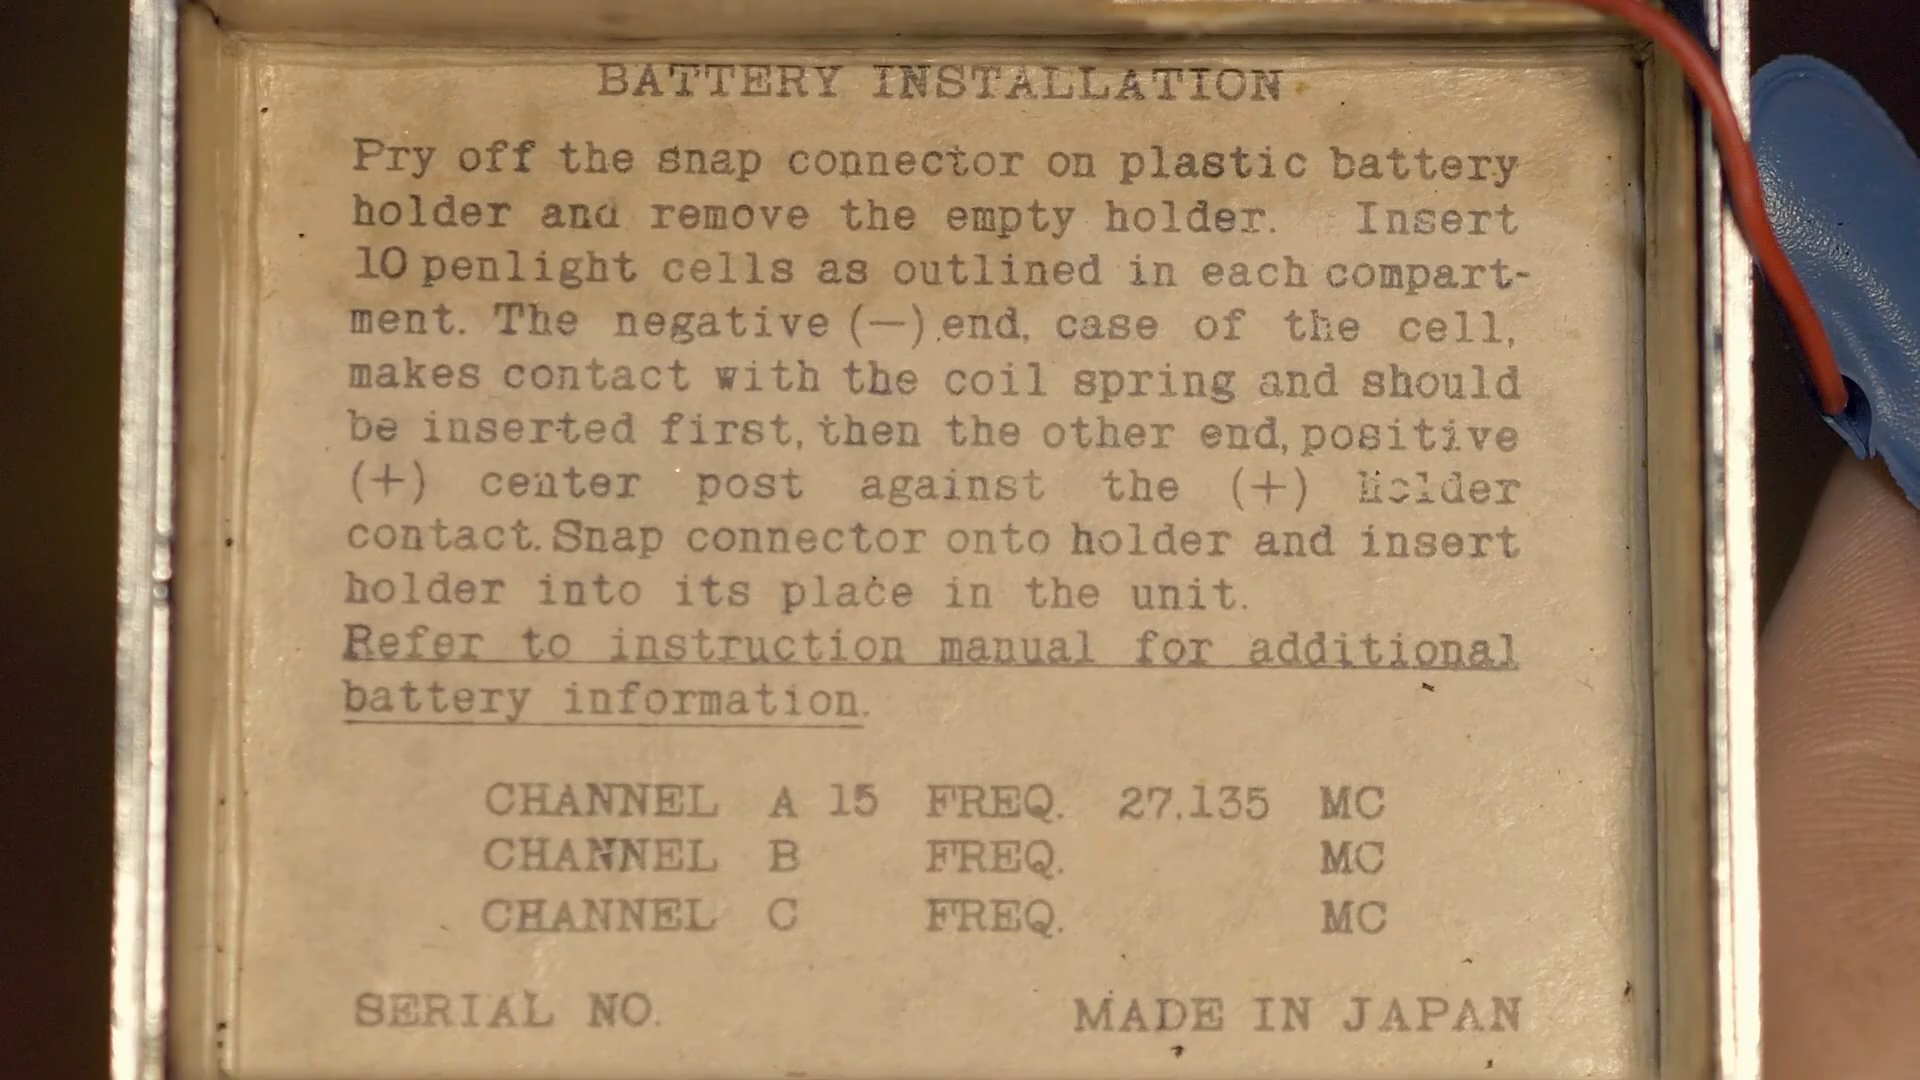 BATTERY INSTALLATION
Pry off the snap connector on plastic battery
holder and remove the empty holder. Insert
10 penlight cells as outlined in each compart-
ment. The negative (—) end, case of the cell,
makes contact with the coil spring and should
be inserted first, then the other end, positive
(+) center post against the (+) holder
contact. Snap connector onto holder and insert
holder into its place in the unit.
Refer to instruction manual for additional
battery information.
CHANNEL A 15 FREQ. 27.135 MC
CHANNEL B FREQ. MC
CHANNEL C FREQ. MC
SERIAL NO. MADE IN JAPAN